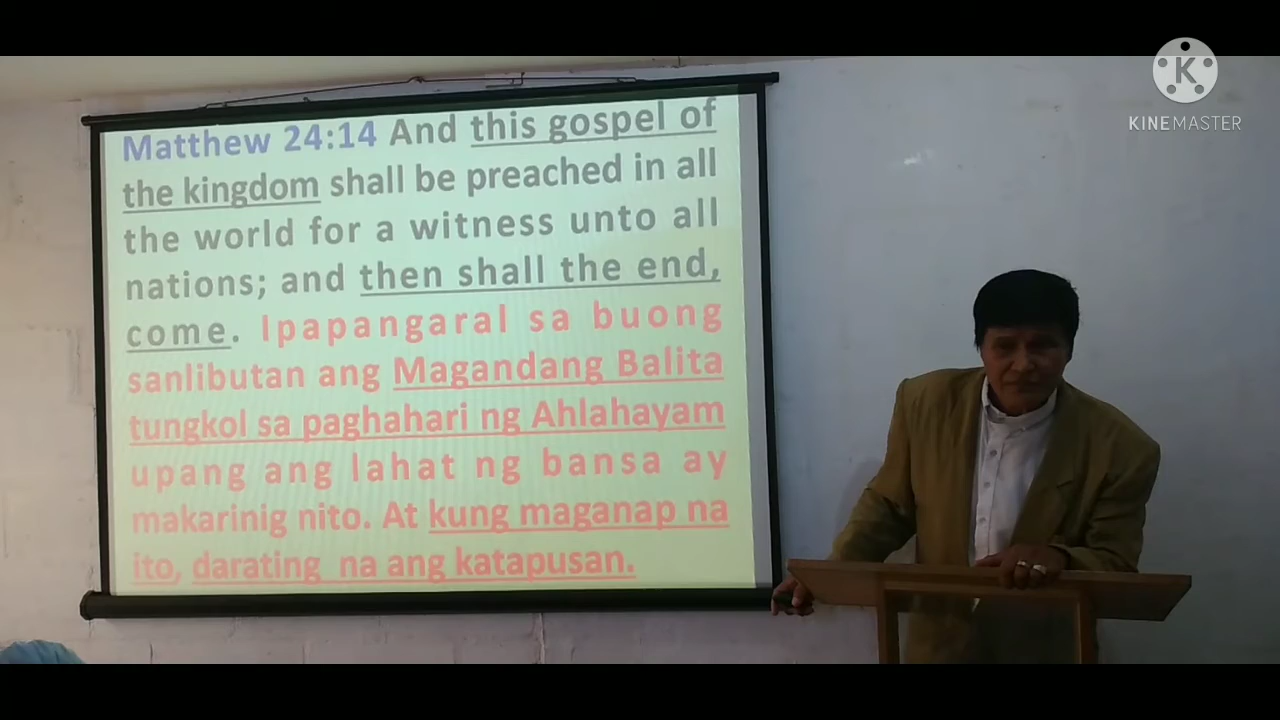 Matthew 24:14 And this gospel of
the kingdom shall be preached in all
the world for a witness unto all
nations; and then shall the end,
come. Ipapangaral sa buong
sanlibutan ang Magandang Balita
tungkol sa paghahari ng Ahlahayam
upang ang lahat ng bansa ay
makarinig nito. At kung maganap na
ito, darating na ang katapusan.
K
KINEMASTER